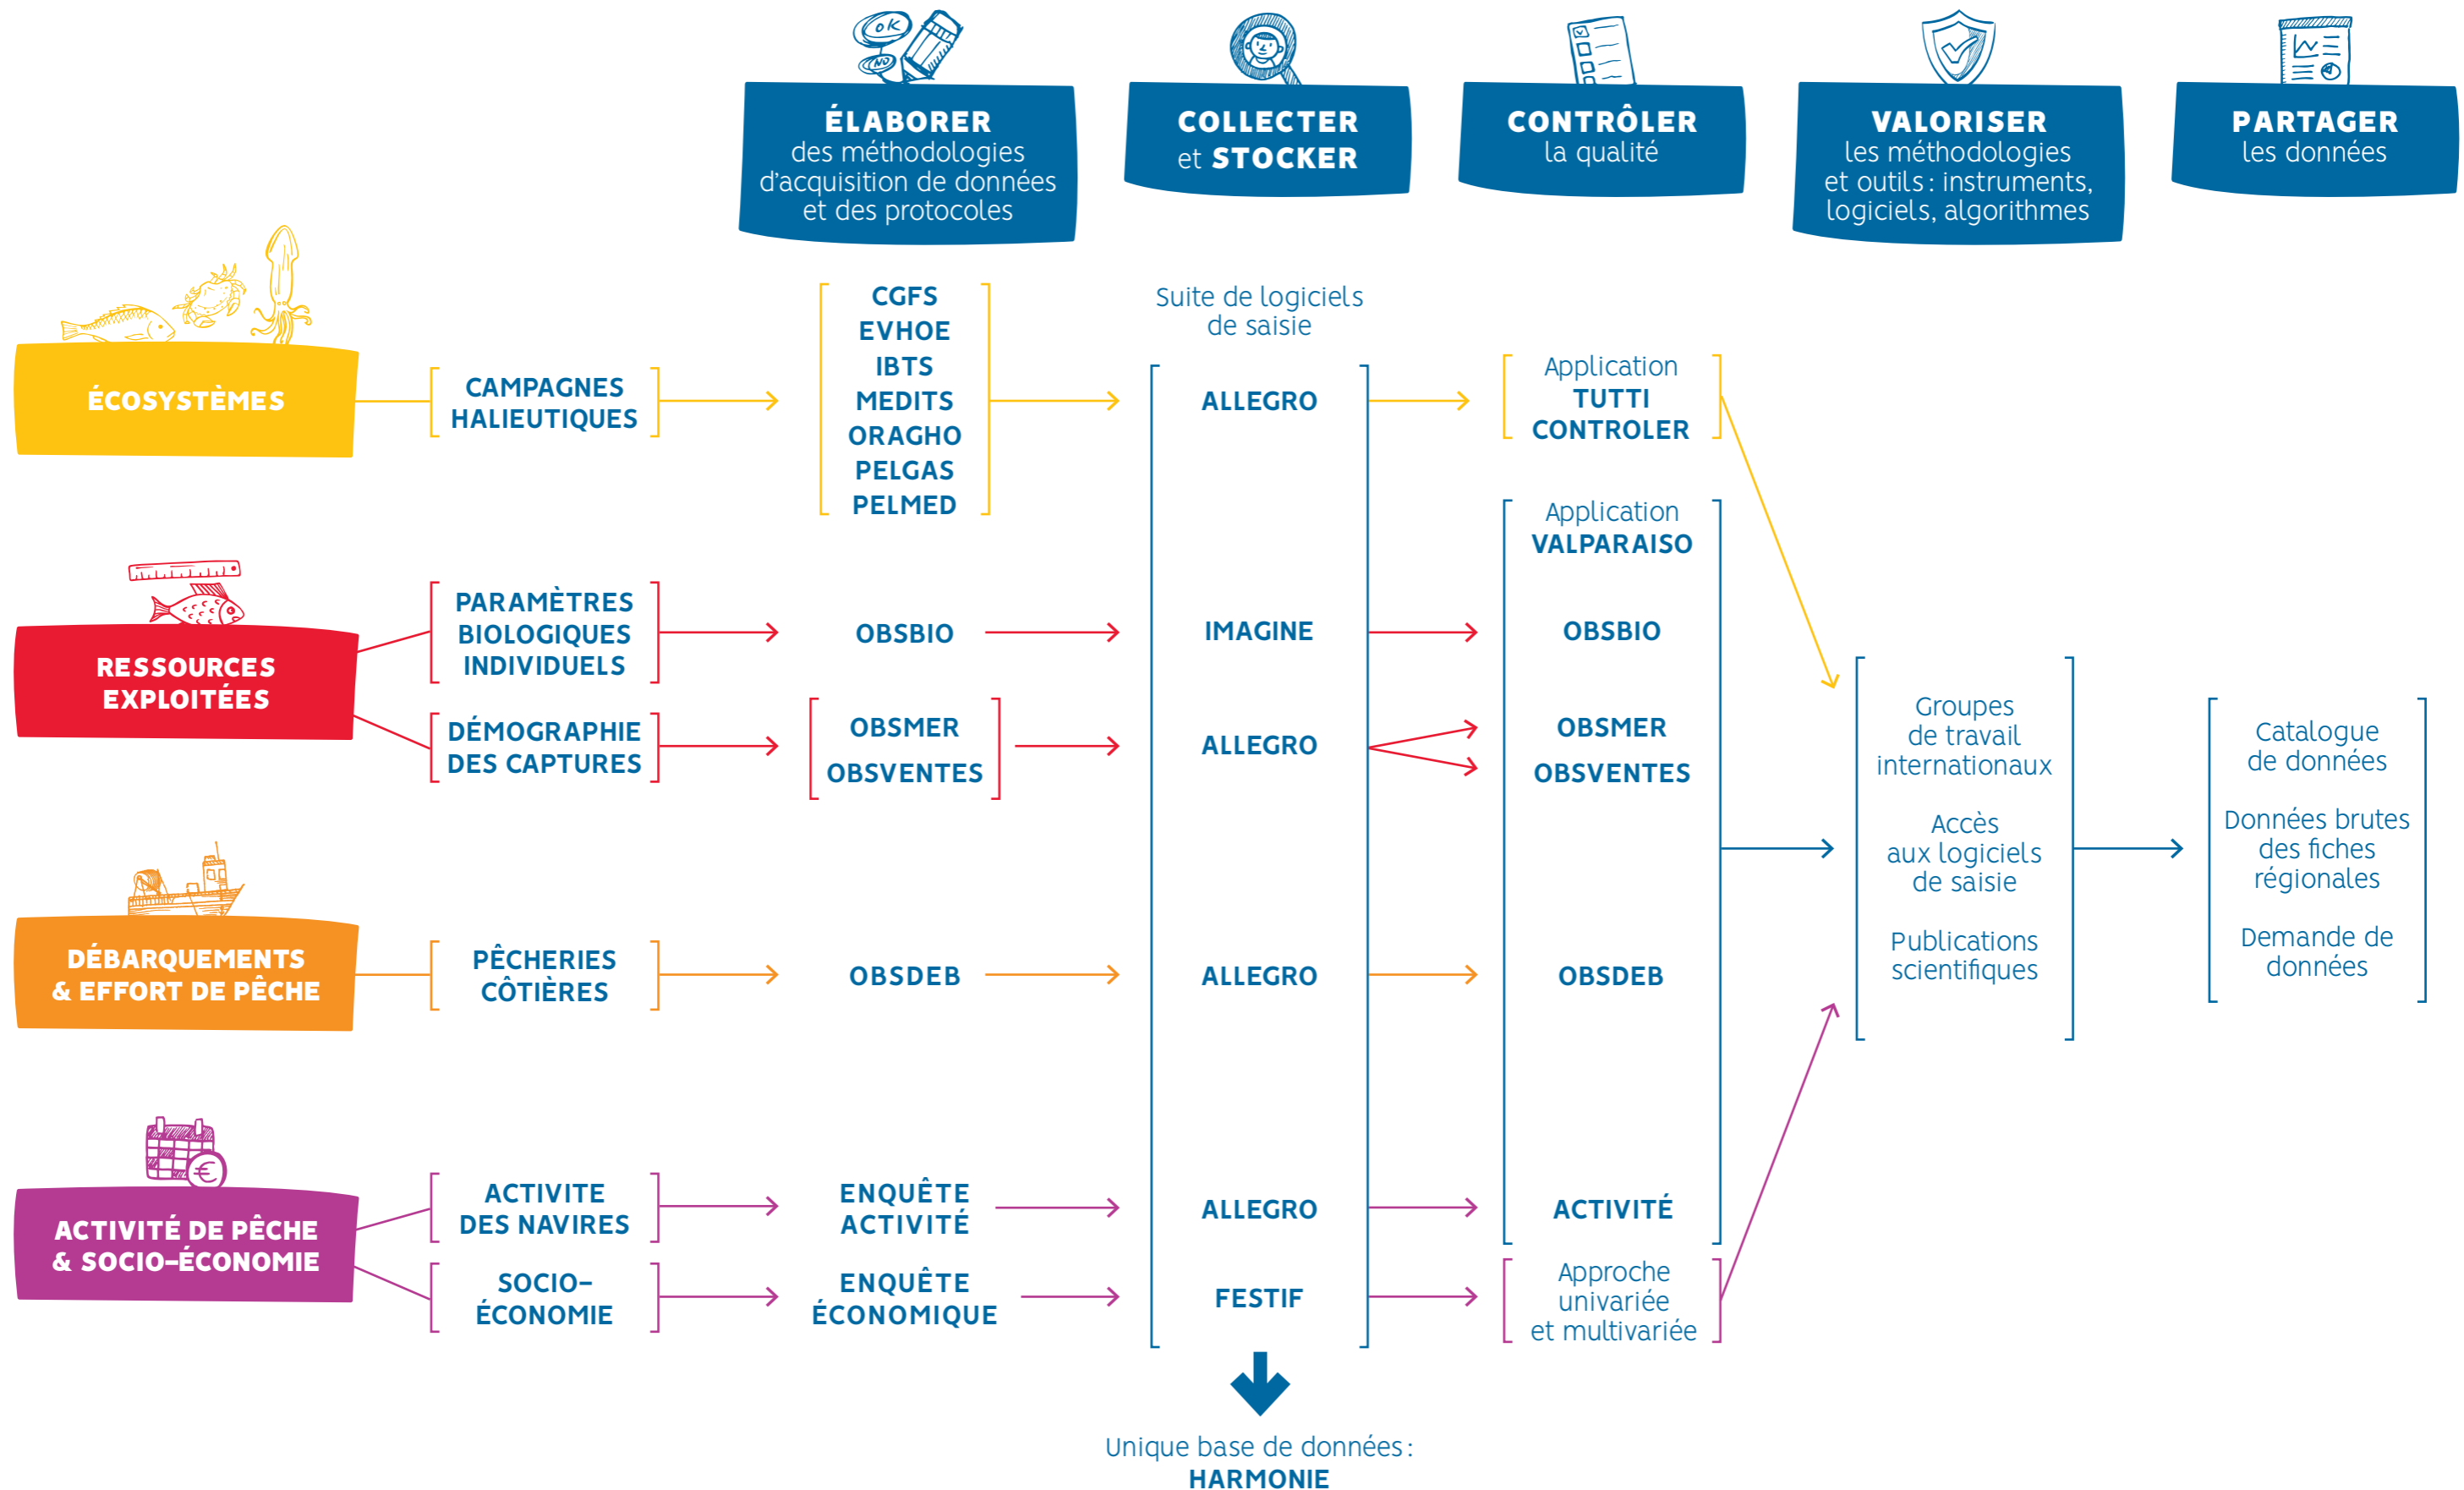 OK
NO
ÉLABORER
des méthodologies
d'acquisition de données
et des protocoles
COLLECTER
et STOCKER
CONTRÔLER
la qualité
VALORISER
les méthodologies
et outils : instruments,
logiciels, algorithmes
PARTAGER
les données
ÉCOSYSTÈMES
CAMPAGNES
HALIEUTIQUES
CGFS
EVHOE
IBTS
MEDITS
ORAGHO
PELGAS
PELMED
Suite de logiciels
de saisie
ALLEGRO
Application
TUTTI
CONTROLER
Application
VALPARAISO
RESSOURCES
EXPLOITÉES
PARAMÈTRES
BIOLOGIQUES
INDIVIDUELS
OBSBIO
IMAGINE
OBSBIO
DÉMOGRAPHIE
DES CAPTURES
OBSMER
OBSVENTES
ALLEGRO
OBSMER
OBSVENTES
Groupes
de travail
internationaux
Accès
aux logiciels
de saisie
Publications
scientifiques
Catalogue
de données
Données brutes
des fiches
régionales
Demande de
données
DÉBARQUEMENTS
& EFFORT DE PÊCHE
PÊCHERIES
CÔTIÈRES
OBSDEB
ALLEGRO
OBSDEB
€
ACTIVITÉ DE PÊCHE
& SOCIO-ÉCONOMIE
ACTIVITE
DES NAVIRES
ENQUÊTE
ACTIVITÉ
ALLEGRO
ACTIVITÉ
SOCIO-
ÉCONOMIE
ENQUÊTE
ÉCONOMIQUE
FESTIF
Approche
univariée
et multivariée
Unique base de données :
HARMONIE